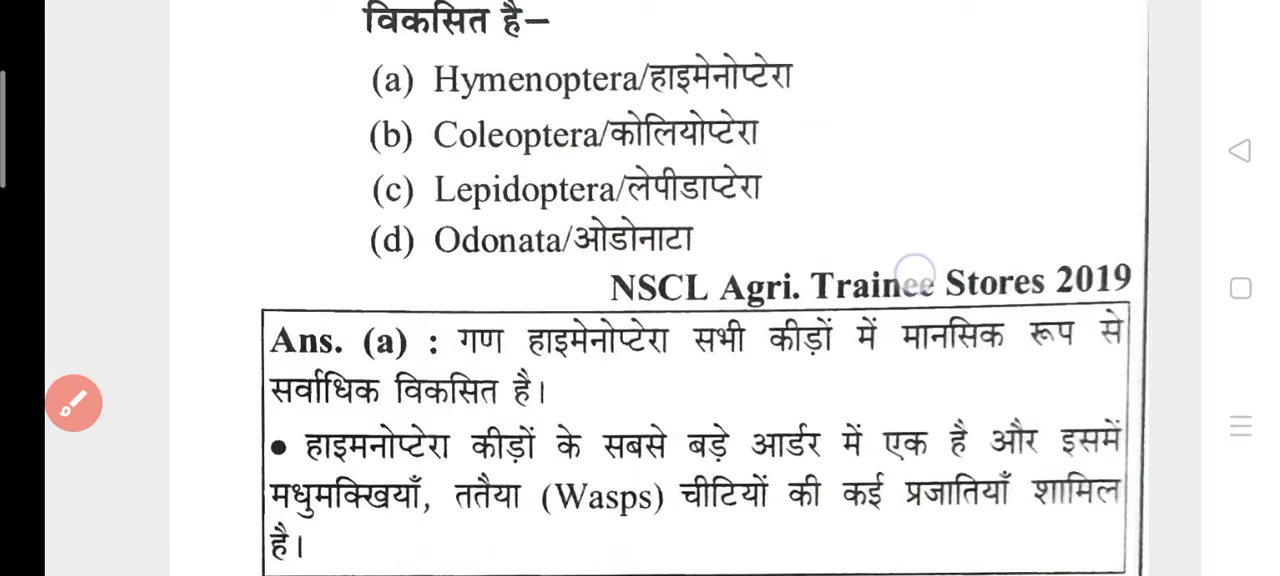 विकसित है–
(a) Hymenoptera/हाइमेनोप्टेरा
(b) Coleoptera/कोलियोप्टेरा
(c) Lepidoptera/लेपीडाप्टेरा
(d) Odonata/ओडोनाटा
NSCL Agri. Trainee Stores 2019
Ans. (a) : गण हाइमेनोप्टेरा सभी कीड़ों में मानसिक रूप से
सर्वाधिक विकसित है।
• हाइमनोप्टेरा कीड़ों के सबसे बड़े आर्डर में एक है और इसमें
मधुमक्खियाँ, ततैया (Wasps) चीटियों की कई प्रजातियाँ शामिल
है।